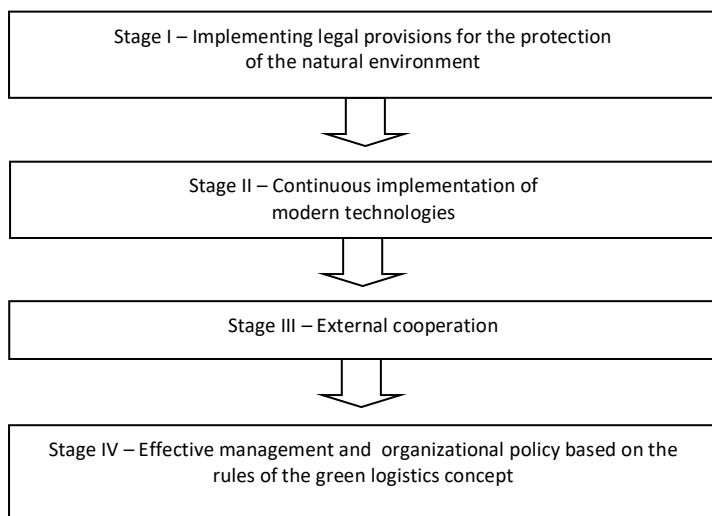 Stage I – Implementing legal provisions for the protection
of the natural environment
Stage II – Continuous implementation of
modern technologies
Stage III – External cooperation
Stage IV – Effective management and  organizational policy based on the
rules of the green logistics concept